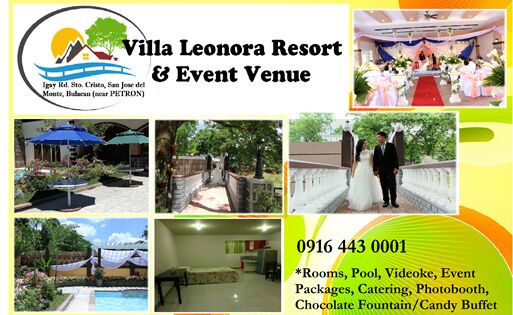 Villa Leonora Resort
& Event Venue
Igay Rd. Sto. Cristo, San Jose del
Monte, Bulacan (near PETRON)
0916 443 0001
*Rooms, Pool, Videoke, Event
Packages, Catering, Photobooth,
Chocolate Fountain/Candy Buffet